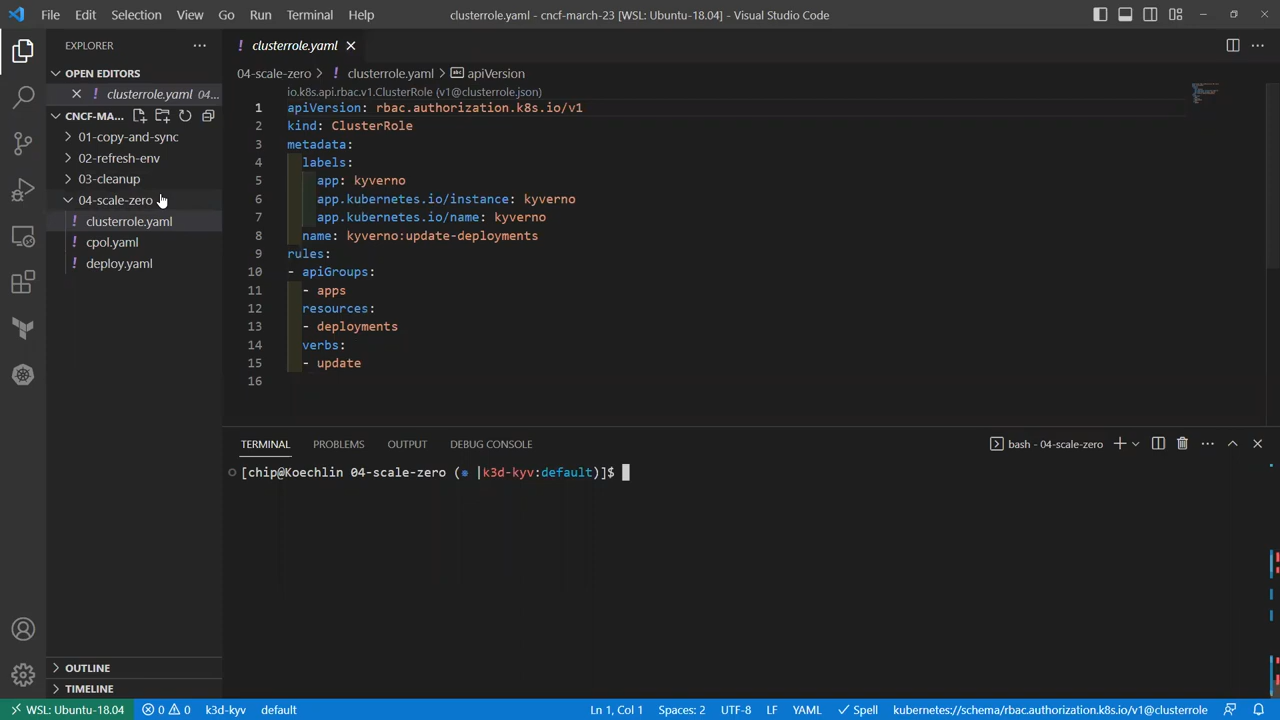 File Edit Selection View Go Run Terminal Help clusterrole.yaml - cncf-march-23 [WSL: Ubuntu-18.04] - Visual Studio Code
EXPLORER
OPEN EDITORS
clusterrole.yaml 04...
CNCF-MA...
01-copy-and-sync
02-refresh-env
03-cleanup
04-scale-zero
! clusterrole.yaml
! cpol.yaml
! deploy.yaml
OUTLINE
TIMELINE
! clusterrole.yaml
04-scale-zero > ! clusterrole.yaml > abc apiVersion
io.k8s.api.rbac.v1.ClusterRole (v1@clusterrole.json)
1 apiVersion: rbac.authorization.k8s.io/v1
2 kind: ClusterRole
3 metadata:
4 labels:
5 app: kyverno
6 app.kubernetes.io/instance: kyverno
7 app.kubernetes.io/name: kyverno
8 name: kyverno:update-deployments
9 rules:
10 - apiGroups:
11 - apps
12 resources:
13 - deployments
14 verbs:
15 - update
16
TERMINAL PROBLEMS OUTPUT DEBUG CONSOLE bash - 04-scale-zero
[chip@Koechlin 04-scale-zero (⎈ |k3d-kyv:default)]$
WSL: Ubuntu-18.04 0 0 k3d-kyv default Ln 1, Col 1 Spaces: 2 UTF-8 LF YAML Spell kubernetes://schema/rbac.authorization.k8s.io/v1@clusterrole